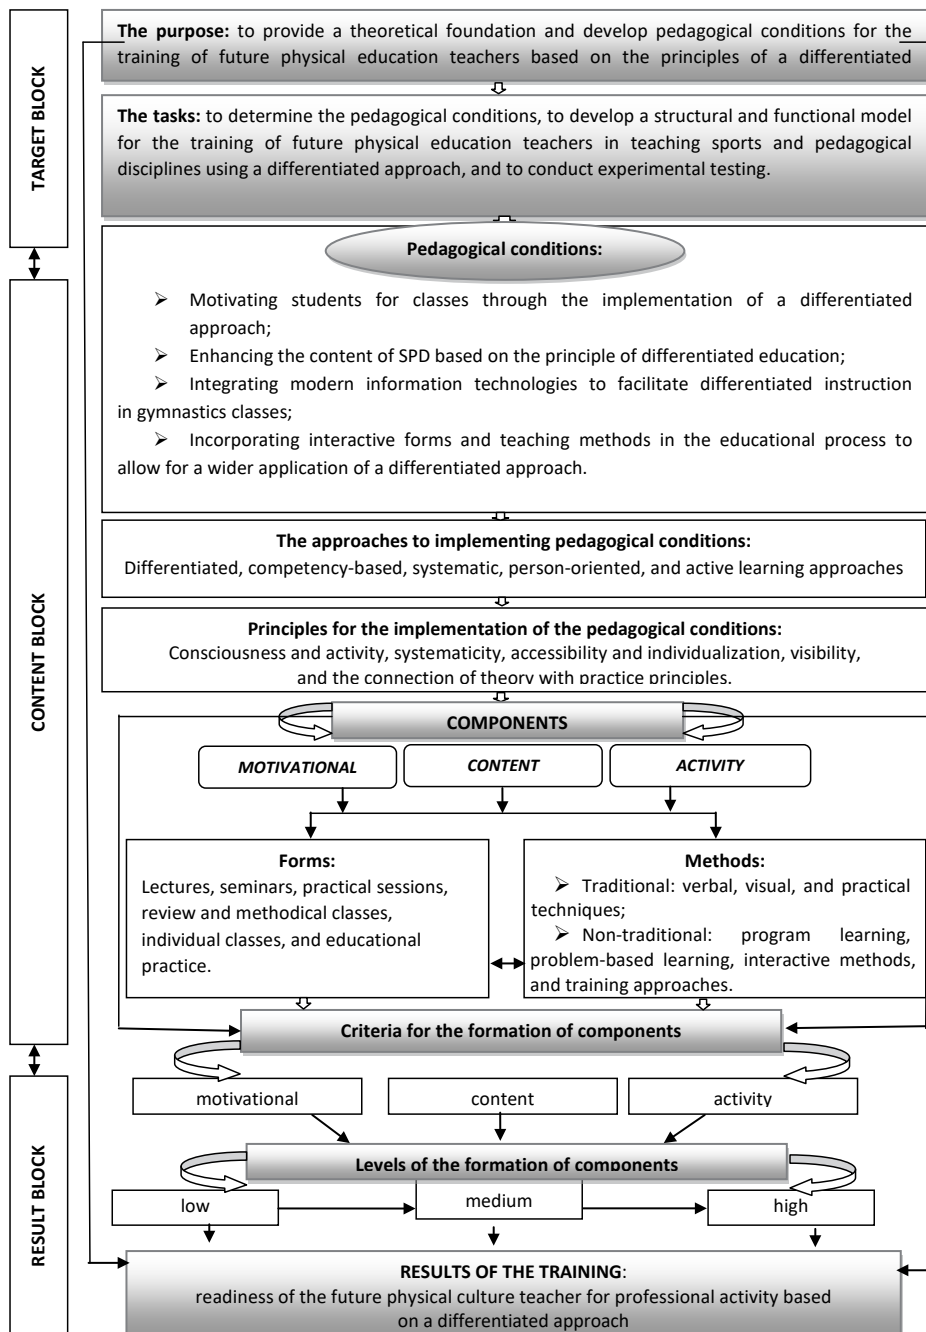 TARGET BLOCK
The purpose: to provide a theoretical foundation and develop pedagogical conditions for the
training of future physical education teachers based on the principles of a differentiated
The tasks: to determine the pedagogical conditions, to develop a structural and functional model
for the training of future physical education teachers in teaching sports and pedagogical
disciplines using a differentiated approach, and to conduct experimental testing.
CONTENT BLOCK
Pedagogical conditions:
➢ Motivating students for classes through the implementation of a differentiated
approach;
➢ Enhancing the content of SPD based on the principle of differentiated education;
➢ Integrating modern information technologies to facilitate differentiated instruction
in gymnastics classes;
➢ Incorporating interactive forms and teaching methods in the educational process to
allow for a wider application of a differentiated approach.
The approaches to implementing pedagogical conditions:
Differentiated, competency-based, systematic, person-oriented, and active learning approaches
Principles for the implementation of the pedagogical conditions:
Consciousness and activity, systematicity, accessibility and individualization, visibility,
and the connection of theory with practice principles.
COMPONENTS
MOTIVATIONAL
CONTENT
ACTIVITY
Forms:
Lectures, seminars, practical sessions,
review and methodical classes,
individual classes, and educational
practice.
Methods:
➢ Traditional: verbal, visual, and practical
techniques;
➢ Non-traditional: program learning,
problem-based learning, interactive methods,
and training approaches.
Criteria for the formation of components
RESULT BLOCK
motivational
content
activity
Levels of the formation of components
low
medium
high
RESULTS OF THE TRAINING:
readiness of the future physical culture teacher for professional activity based
on a differentiated approach